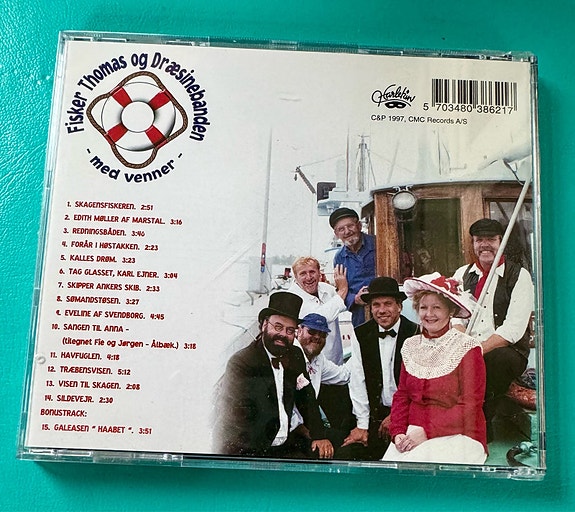 Fisker Thomas og Dræsinebanden
- med venner -
Harlekin
5 703480 386217
C&P 1997, CMC Records A/S
1. SKAGENSFISKEREN. 2:51
2. EDITH MØLLER AF MARSTAL. 3:16
3. REDNINGSBÅDEN. 3:46
4. FORÅR I HØSTAKKEN. 2:23
5. KALLES DRØM. 3:23
6. TAG GLASSET, KARL EJNER. 3:04
7. SKIPPER ANKERS SKIB. 2:33
8. SØMANDSTØSEN. 3:27
9. EVELINE AF SVENDBORG. 4:45
10. SANGEN TIL ANNA -
(titegnet Fie og Jørgen - Ålbæk.) 3:18
11. HAVFUGLEN. 4:18
12. TRÆBENSVISEN. 5:12
13. VISEN TIL SKAGEN. 2:08
14. SILDEVEJR. 2:30
BONUSTRACK:
15. GALEASEN " HAABET ". 3:51